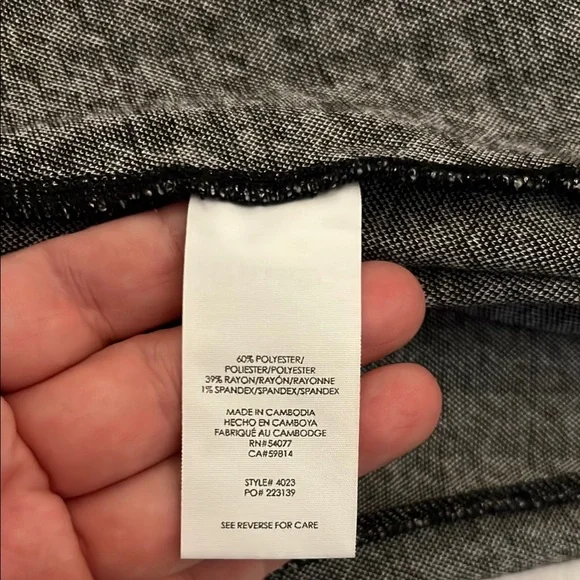 60% POLYESTER/
POLIESTER/POLYESTER
39% RAYON/RAYÓN/RAYONNE
1% SPANDEX/SPANDEX/SPANDEX
MADE IN CAMBODIA
HECHO EN CAMBOYA
FABRIQUÉ AU CAMBODGE
RN#54077
CA#59814
STYLE# 4023
PO# 223139
SEE REVERSE FOR CARE